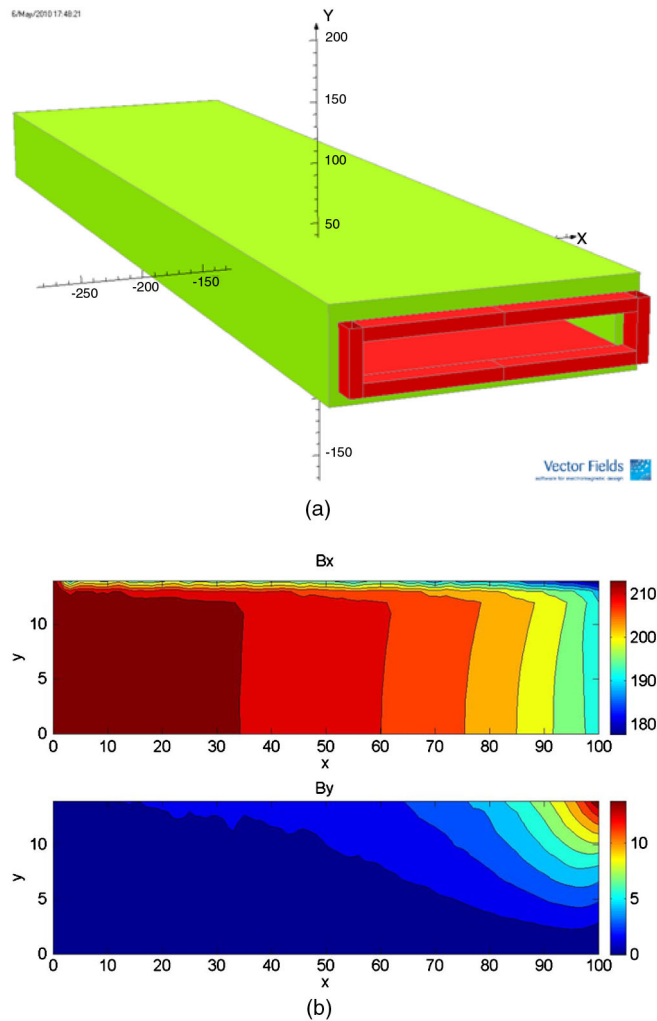 6/May/2010 17:48:21
Y
200
150
100
50
X
-250
-200
-150
-150
Vector Fields
software for electromagnetic design
(a)
Bx
10
5
0
y
0 10 20 30 40 50 60 70 80 90 100
x
210
200
190
180
By
10
5
0
y
0 10 20 30 40 50 60 70 80 90 100
x
10
5
0
(b)